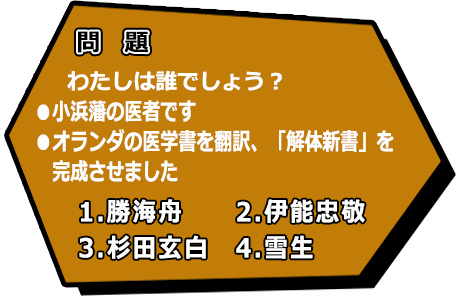 問 題
わたしは誰でしょう？
●小浜藩の医者です
●オランダの医学書を翻訳、「解体新書」を
完成させました
1.勝海舟 2.伊能忠敬
3.杉田玄白 4.雪生